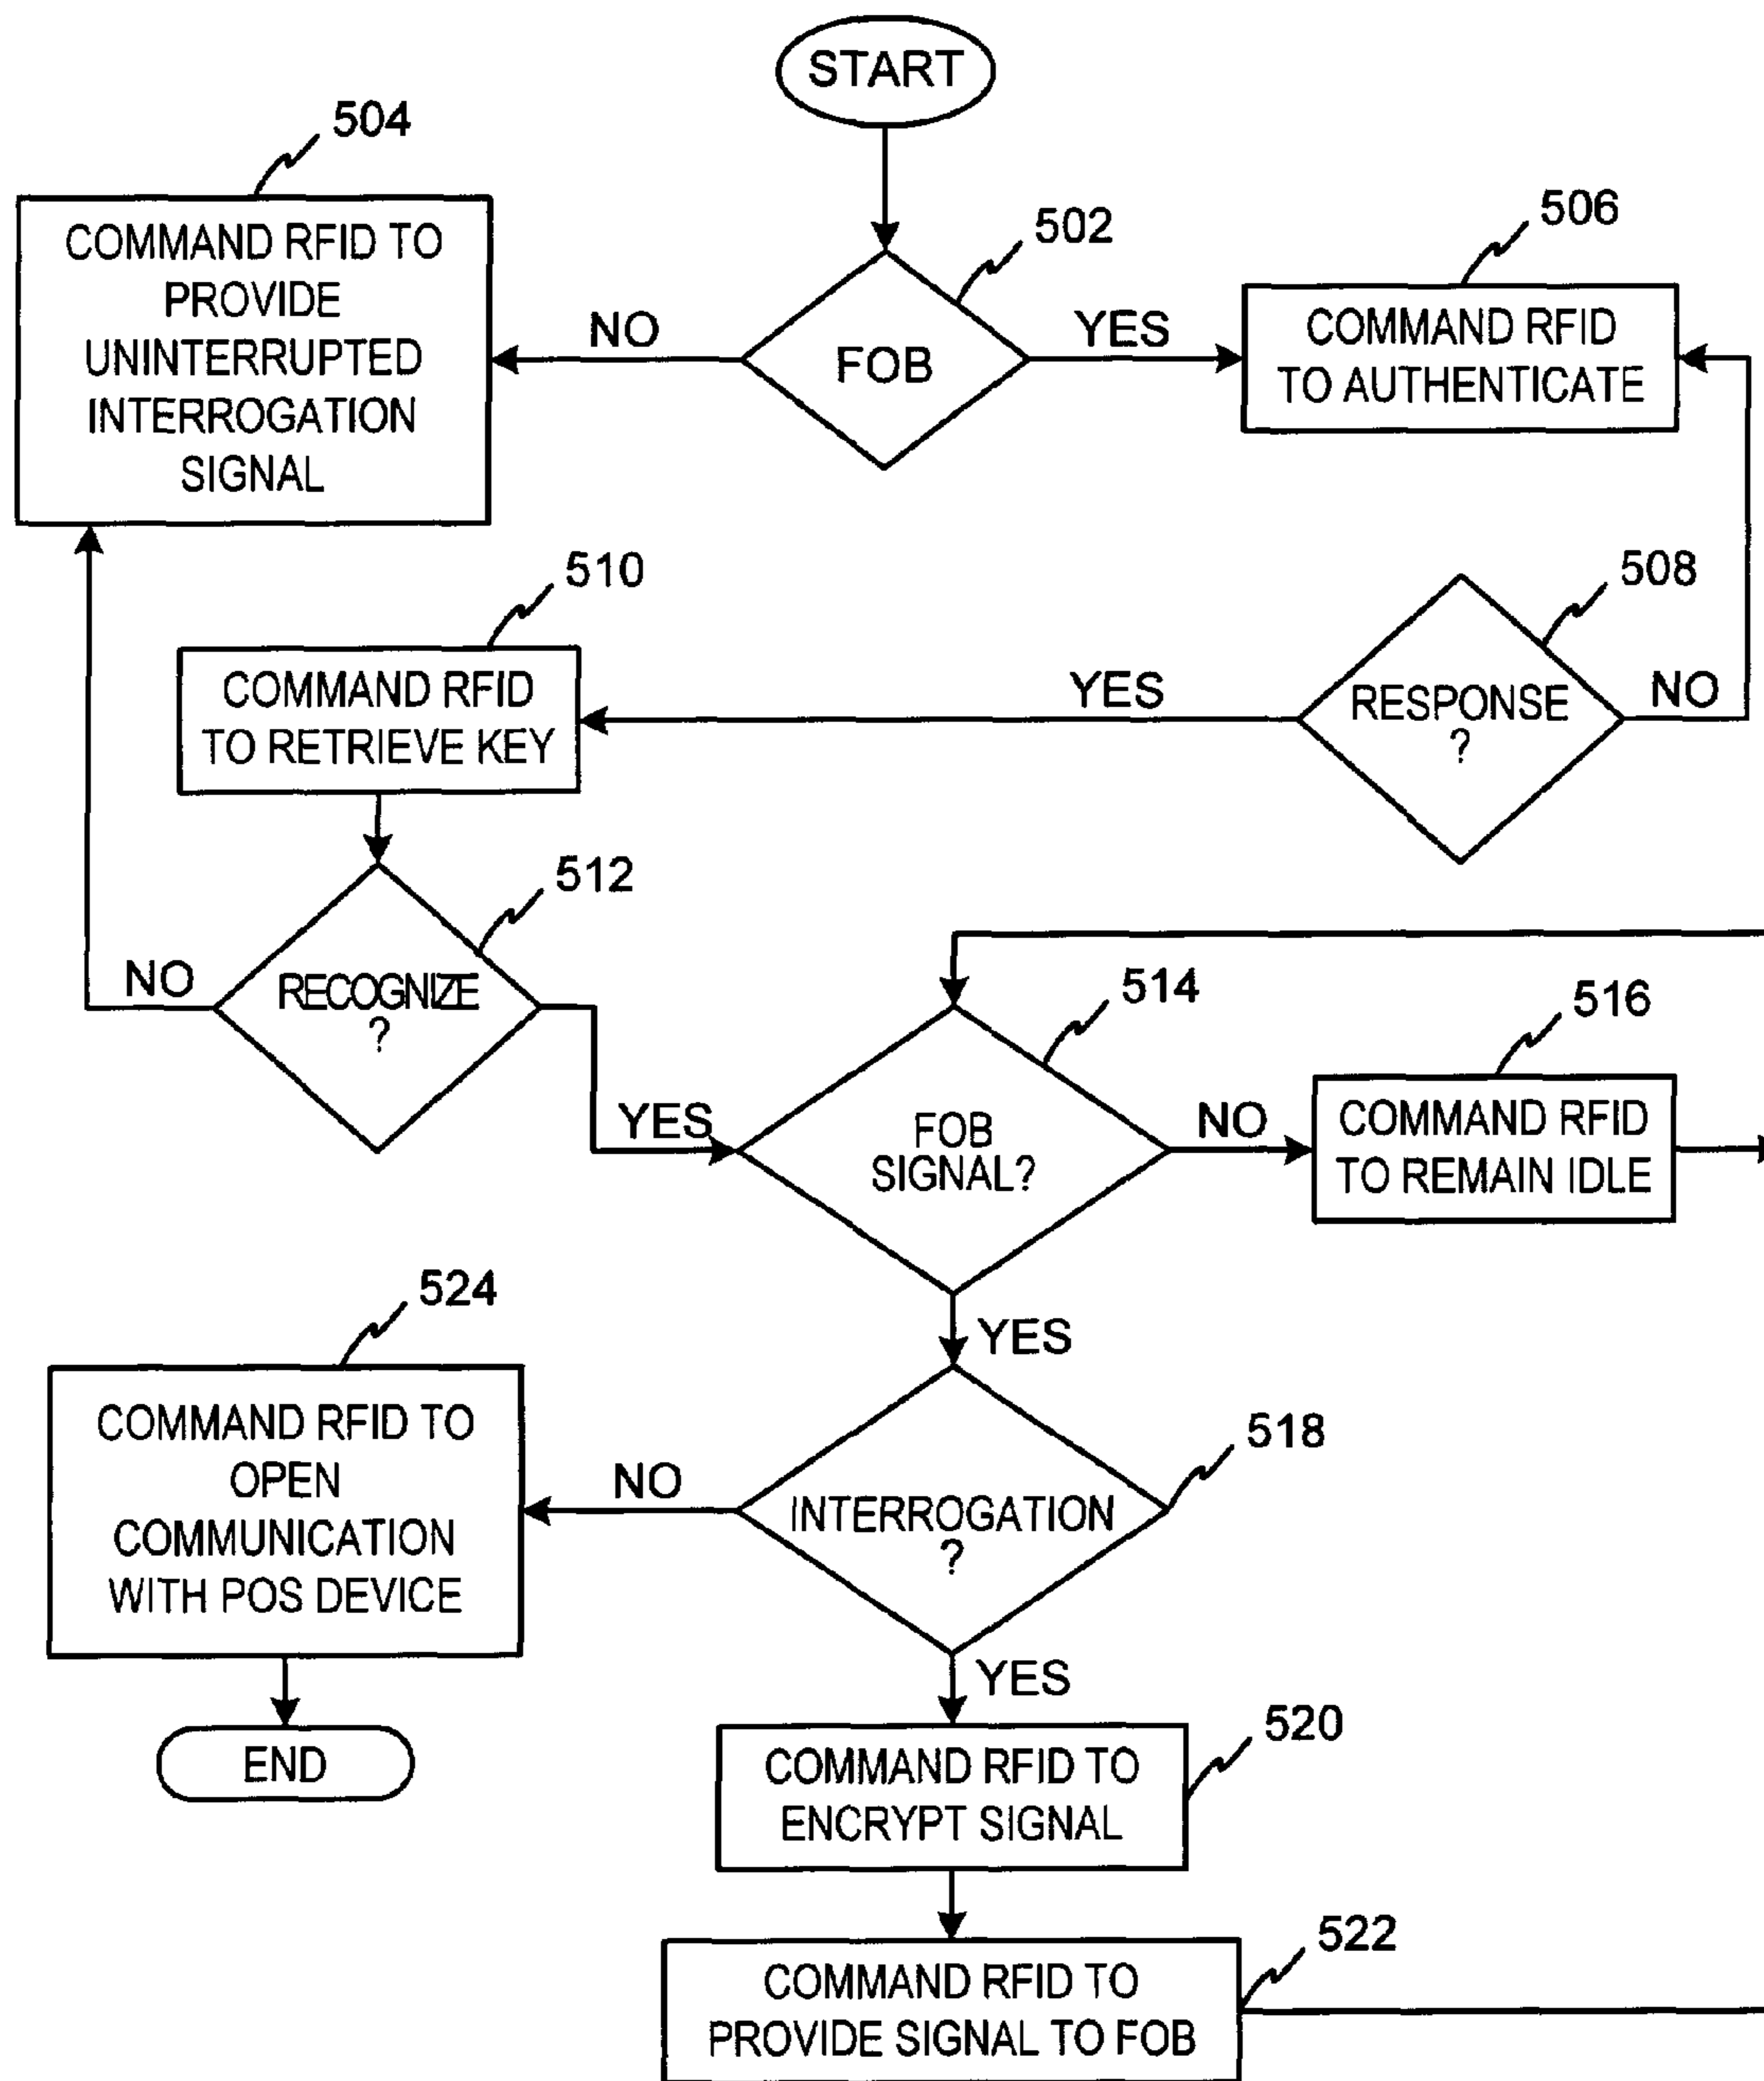 START
504
COMMAND RFID TO
PROVIDE
UNINTERRUPTED
INTERROGATION
SIGNAL
502
FOB
NO
YES
506
COMMAND RFID
TO AUTHENTICATE
510
COMMAND RFID
TO RETRIEVE KEY
YES
508
RESPONSE
?
NO
512
RECOGNIZE
?
NO
YES
514
FOB
SIGNAL?
NO
516
COMMAND RFID
TO REMAIN IDLE
YES
524
COMMAND RFID TO
OPEN
COMMUNICATION
WITH POS DEVICE
NO
518
INTERROGATION
?
YES
END
520
COMMAND RFID TO
ENCRYPT SIGNAL
522
COMMAND RFID TO
PROVIDE SIGNAL TO FOB